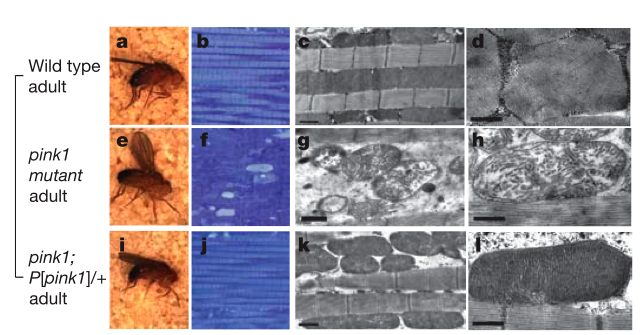 a b c d
Wild type
adult
e f g h
pink1
mutant
adult
i j k l
pink1;
P[pink1]/+
adult